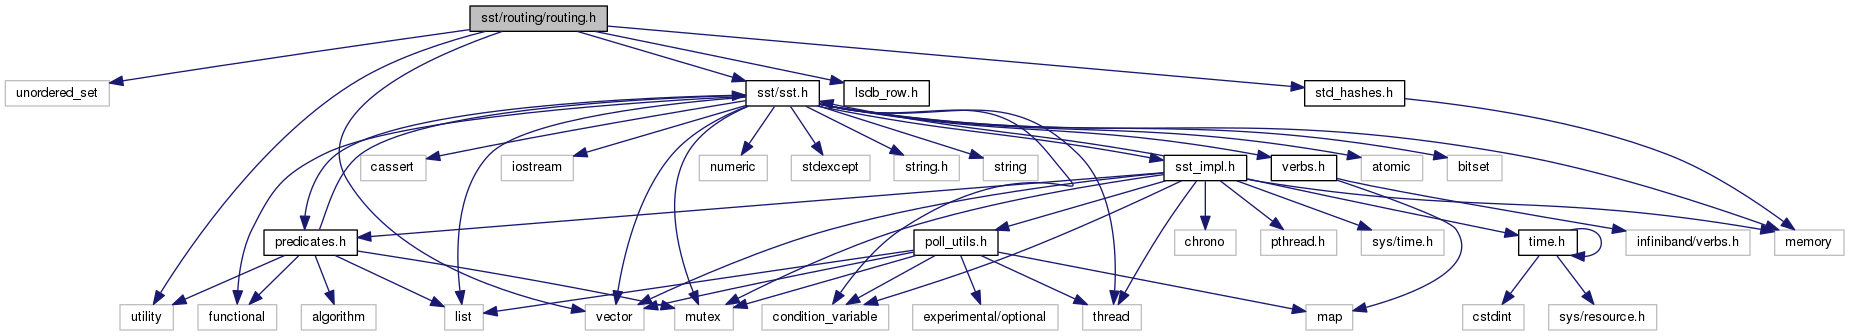 sst/routing/routing.h
unordered_set
sst/sst.h
lsdb_row.h
std_hashes.h
cassert
iostream
numeric
stdexcept
string.h
string
sst_impl.h
verbs.h
atomic
bitset
predicates.h
poll_utils.h
chrono
pthread.h
sys/time.h
time.h
infiniband/verbs.h
memory
utility
functional
algorithm
list
vector
mutex
condition_variable
experimental/optional
thread
map
cstdint
sys/resource.h